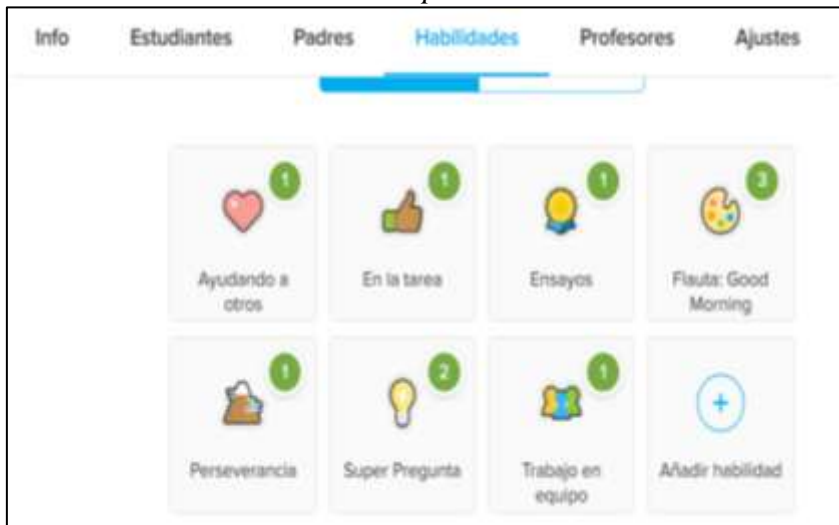 Info Estudiantes Padres Habilidades Profesores Ajustes
1 1 1 3
Ayudando a En la tarea Ensayos Flauta: Good
otros Morning
1 2 1
+
Perseverancia Super Pregunta Trabajo en Añadir habilidad
equipo